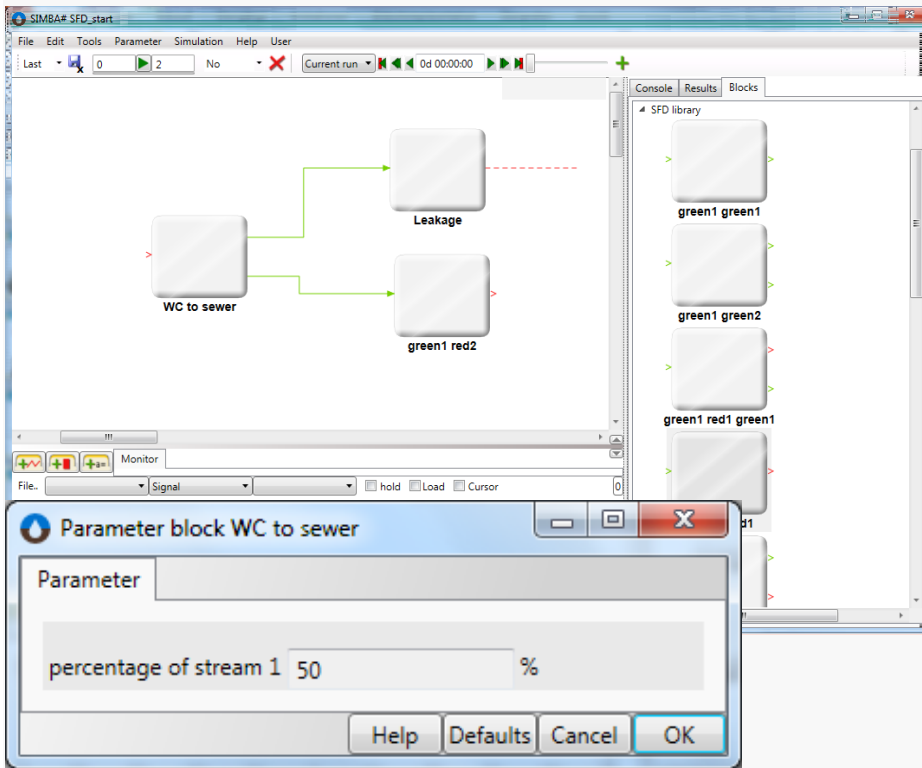 SIMBA# SFD_start
File Edit Tools Parameter Simulation Help User
Last 0 2 No Current run 0d 00:00:00
Console Results Blocks
SFD library
green1 green1
Leakage
WC to sewer
green1 green2
green1 red2
green1 red1 green1
Monitor
File.. Signal hold Load Cursor 0
d1
Parameter block WC to sewer
Parameter
percentage of stream 1 50 %
Help Defaults Cancel OK